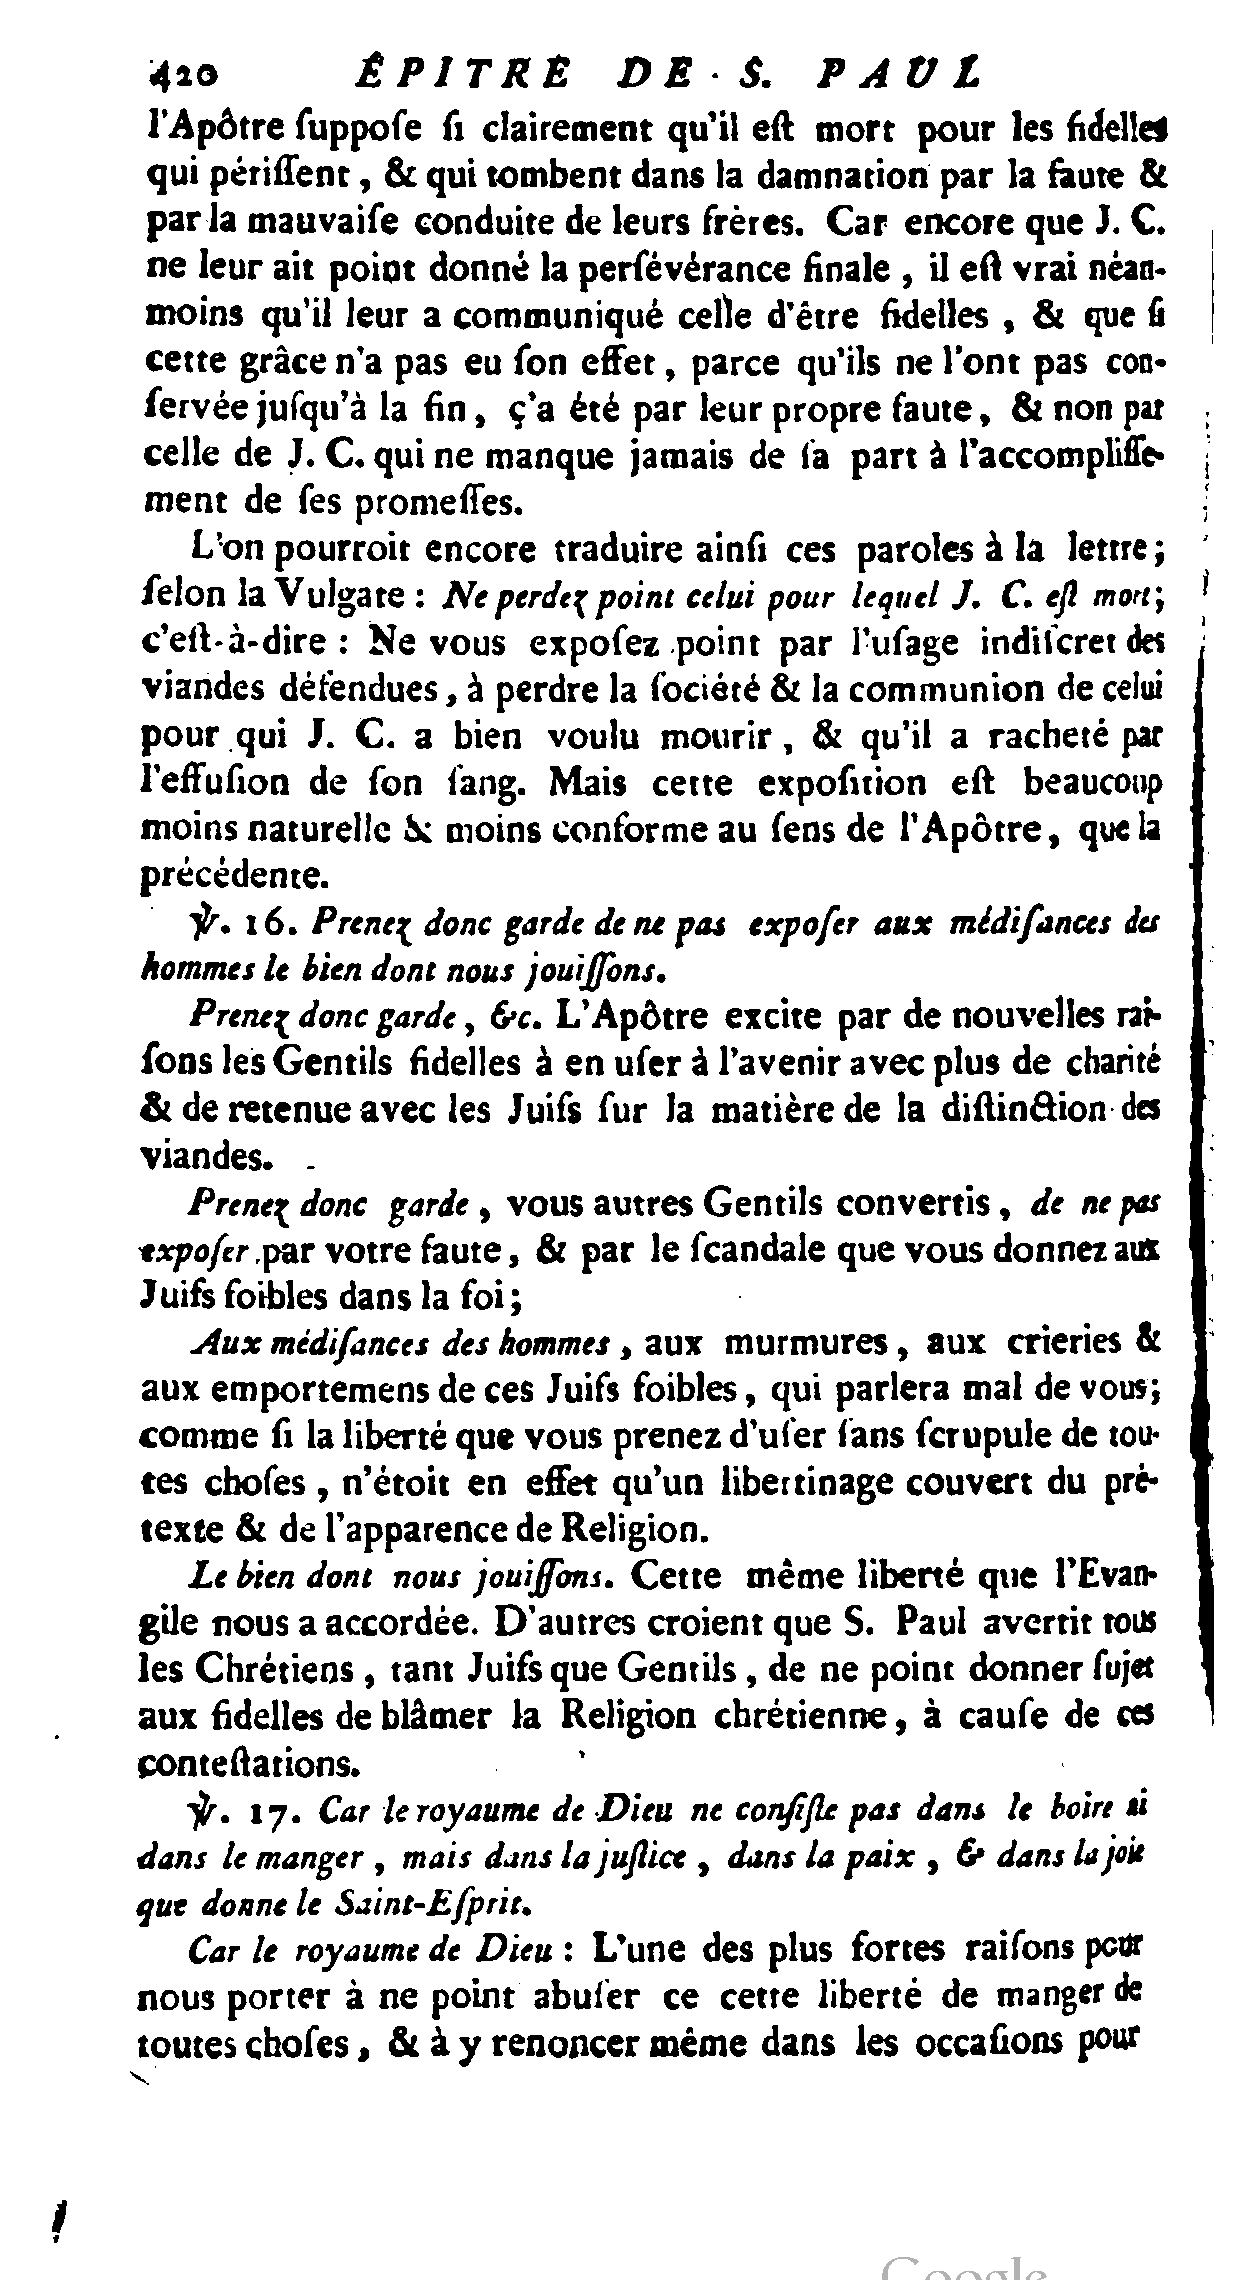 420 ÊPITRE DE S. PAUL
l'Apôtre ſuppoſe ſi clairement qu'il eſt mort pour les fidelles
qui périſſent, & qui tombent dans la damnation par la faute &
par la mauvaiſe conduite de leurs frères. Car encore que J. C.
ne leur ait point donné la perſévérance finale, il eſt vrai néan-
moins qu'il leur a communiqué celle d'être fidelles, & que ſi
cette grâce n'a pas eu ſon effet, parce qu'ils ne l'ont pas con-
ſervée juſqu'à la fin, ç'a été par leur propre faute, & non par
celle de J. C. qui ne manque jamais de ſa part à l'accompliſſe-
ment de ſes promeſſes.
L'on pourroit encore traduire ainſi ces paroles à la lettre;
ſelon la Vulgate : Ne perdez point celui pour lequel J. C. eſt mort;
c'eſt-à-dire : Ne vous expoſez point par l'uſage indiſcret des
viandes défendues, à perdre la ſociété & la communion de celui
pour qui J. C. a bien voulu mourir, & qu'il a racheté par
l'effuſion de ſon ſang. Mais cette expoſition eſt beaucoup
moins naturelle & moins conforme au ſens de l'Apôtre, que la
précédente.
℣. 16. Prenez donc garde de ne pas expoſer aux médiſances des
hommes le bien dont nous jouiſſons.
Prenez donc garde, &c. L'Apôtre excite par de nouvelles rai-
ſons les Gentils fidelles à en uſer à l'avenir avec plus de charité
& de retenue avec les Juifs ſur la matière de la diſtinction des
viandes.
Prenez donc garde, vous autres Gentils convertis, de ne pas
expoſer par votre faute, & par le ſcandale que vous donnez aux
Juifs foibles dans la foi;
Aux médiſances des hommes, aux murmures, aux crieries &
aux emportemens de ces Juifs foibles, qui parlera mal de vous;
comme ſi la liberté que vous prenez d'uſer ſans ſcrupule de tou-
tes choſes, n'étoit en effet qu'un libertinage couvert du pré-
texte & de l'apparence de Religion.
Le bien dont nous jouiſſons. Cette même liberté que l'Evan-
gile nous a accordée. D'autres croient que S. Paul avertit tous
les Chrétiens, tant Juifs que Gentils, de ne point donner ſujet
aux fidelles de blâmer la Religion chrétienne, à cauſe de ces
conteſtations.
℣. 17. Car le royaume de Dieu ne conſiſte pas dans le boire ni
dans le manger, mais dans la juſtice, dans la paix, & dans la joie
que donne le Saint-Eſprit.
Car le royaume de Dieu : L'une des plus fortes raiſons pour
nous porter à ne point abuſer ce cette liberté de manger de
toutes choſes, & à y renoncer même dans les occaſions pour
Google